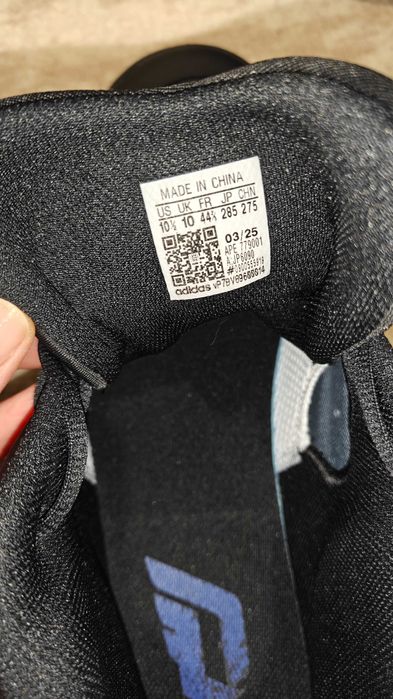 MADE IN CHINA
US UK FR JP CHN
10½ 10 44⅔ 285 275
03/25
APE 779001
A.JP6090
adidas